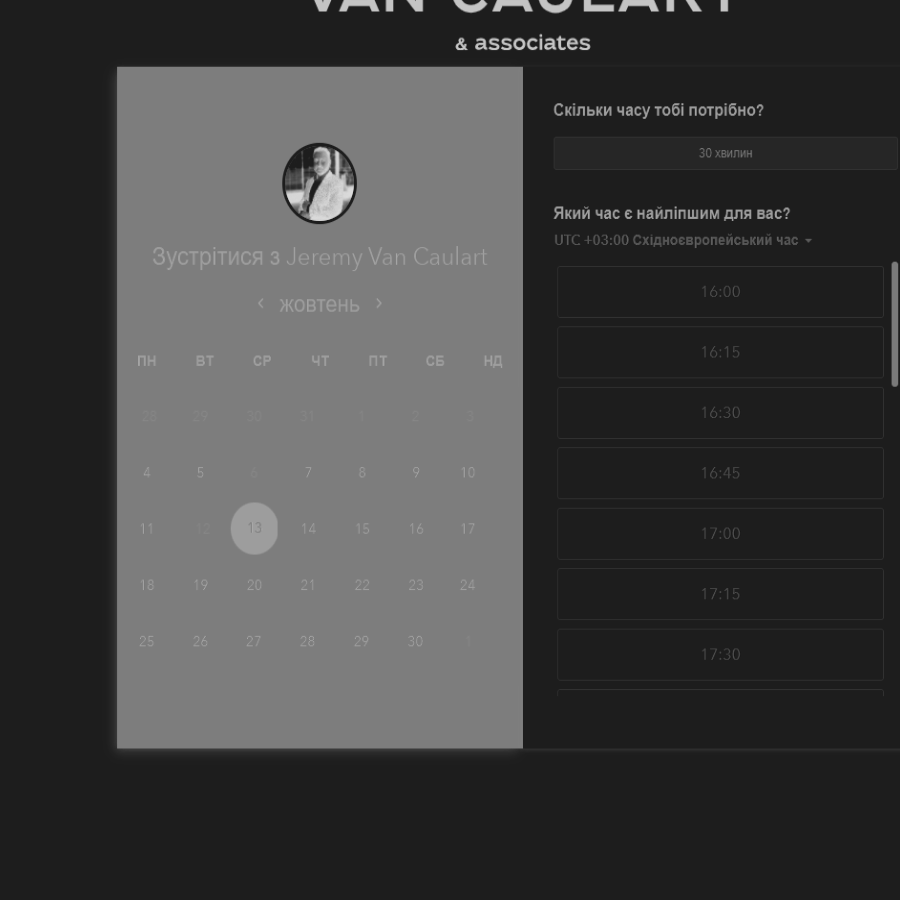 VAN CAULART
& associates
Зустрітися з Jeremy Van Caulart
‹ жовтень ›
ПН ВТ СР ЧТ ПТ СБ НД
28 29 30 31 1 2 3
4 5 6 7 8 9 10
11 12 13 14 15 16 17
18 19 20 21 22 23 24
25 26 27 28 29 30 1
Скільки часу тобі потрібно?
30 хвилин
Який час є найліпшим для вас?
UTC +03:00 Східноєвропейський час
16:00
16:15
16:30
16:45
17:00
17:15
17:30